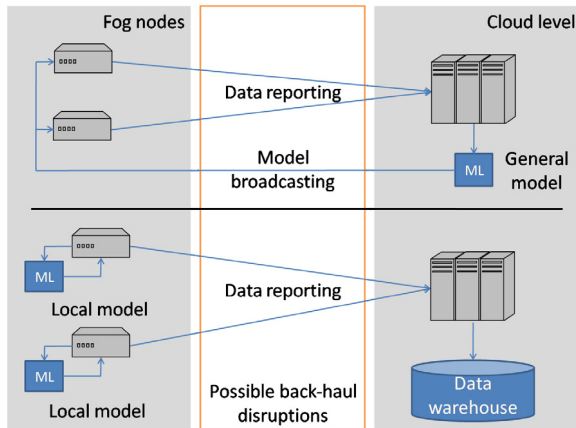 Fog nodes
Cloud level
Data reporting
Model
broadcasting
ML
General
model
ML
Local model
Data reporting
ML
Local model
Possible back-haul
disruptions
Data
warehouse